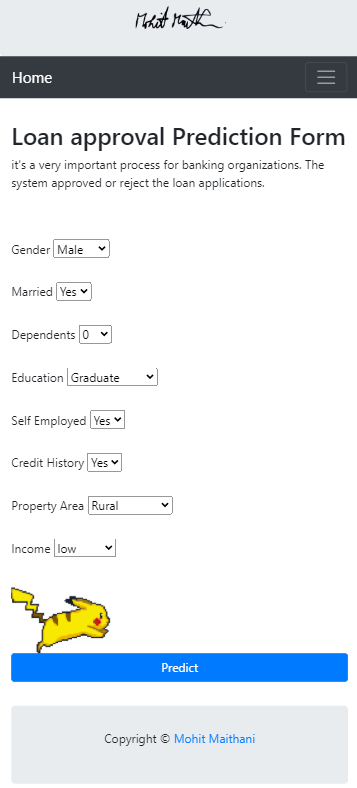 Mohit Maithani
Home
Loan approval Prediction Form
it's a very important process for banking organizations. The
system approved or reject the loan applications.
Gender Male
Married Yes
Dependents 0
Education Graduate
Self Employed Yes
Credit History Yes
Property Area Rural
Income low
Predict
Copyright © Mohit Maithani